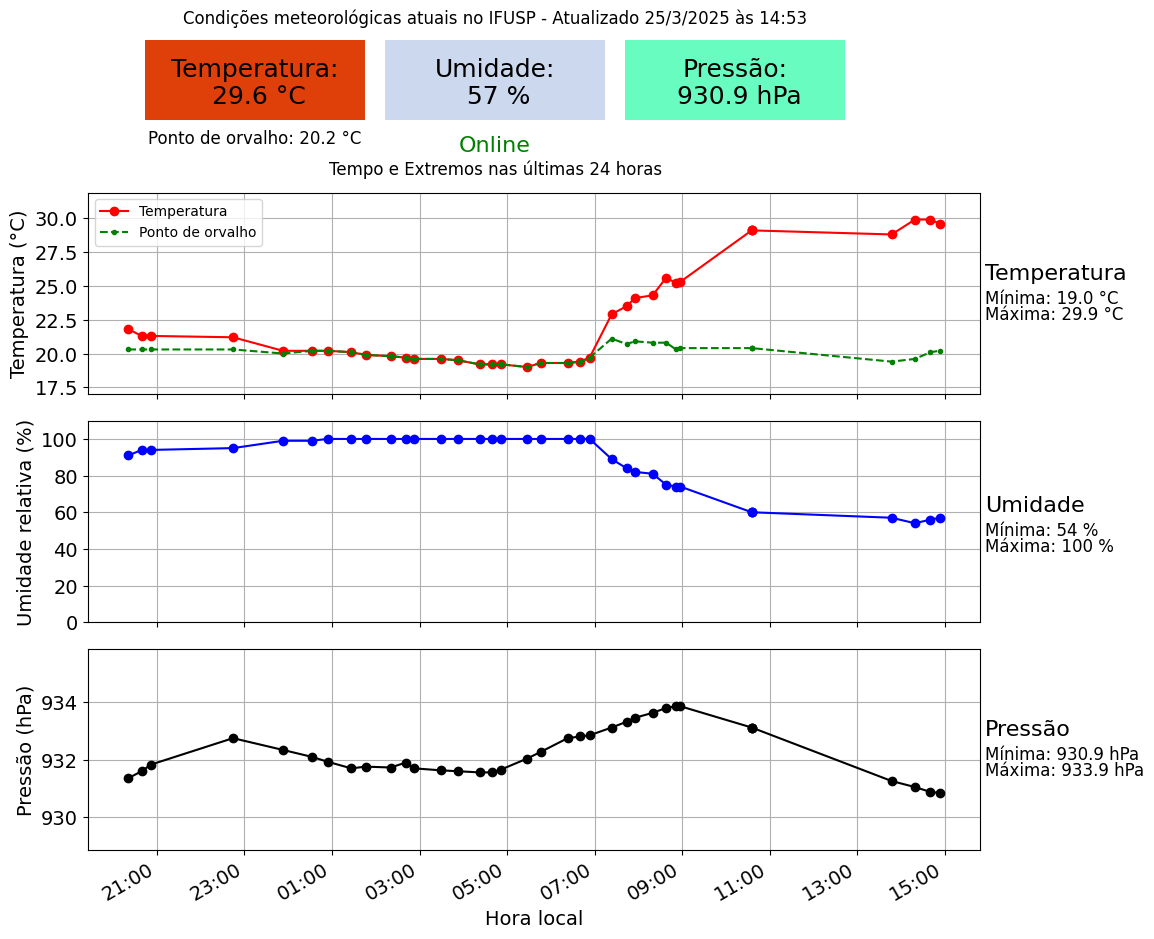 Condições meteorológicas atuais no IFUSP - Atualizado 25/3/2025 às 14:53
Temperatura:
29.6 °C
Umidade:
57 %
Pressão:
930.9 hPa
Ponto de orvalho: 20.2 °C
Online
Tempo e Extremos nas últimas 24 horas
Temperatura (°C)
30.0
27.5
25.0
22.5
20.0
17.5
Temperatura
Ponto de orvalho
Temperatura
Mínima: 19.0 °C
Máxima: 29.9 °C
Umidade relativa (%)
100
80
60
40
20
0
Umidade
Mínima: 54 %
Máxima: 100 %
Pressão (hPa)
934
932
930
Pressão
Mínima: 930.9 hPa
Máxima: 933.9 hPa
21:00
23:00
01:00
03:00
05:00
07:00
09:00
11:00
13:00
15:00
Hora local